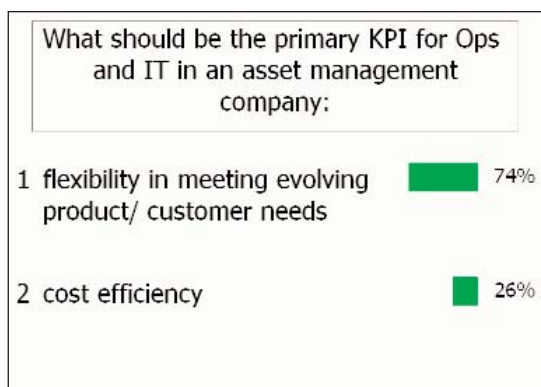 What should be the primary KPI for Ops
and IT in an asset management
company:
1 flexibility in meeting evolving 74%
product/ customer needs
2 cost efficiency 26%